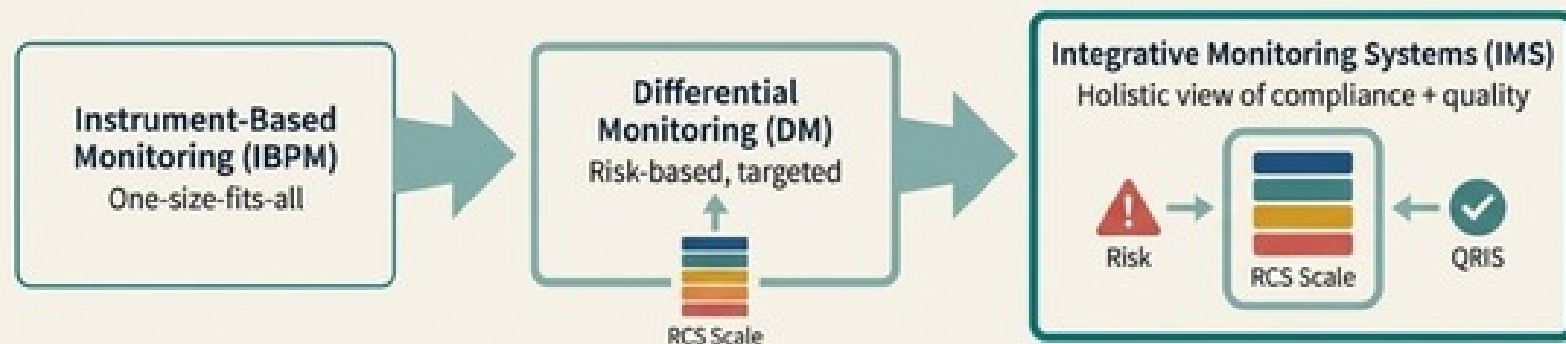 Instrument-Based
Monitoring (IBPM)
One-size-fits-all
Differential
Monitoring (DM)
Risk-based, targeted
RCS Scale
Integrative Monitoring Systems (IMS)
Holistic view of compliance + quality
Risk
RCS Scale
QRIS